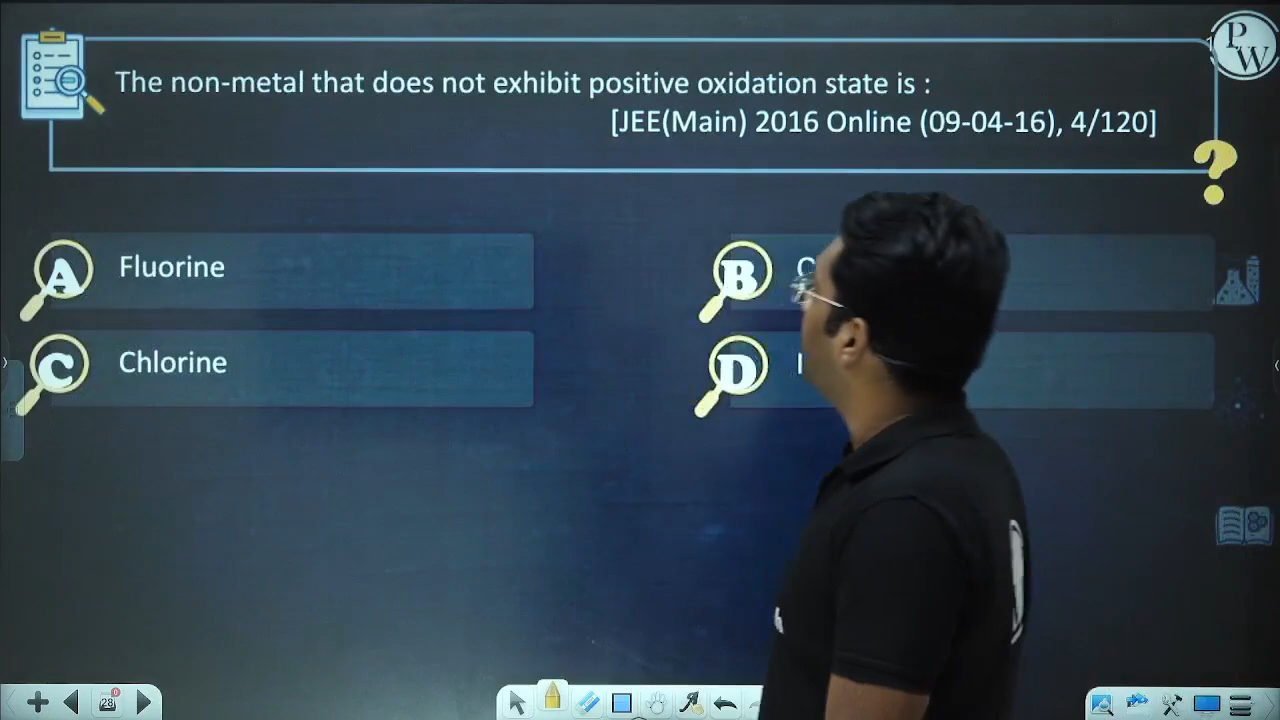 The non-metal that does not exhibit positive oxidation state is :
[JEE(Main) 2016 Online (09-04-16), 4/120]
PW
A Fluorine
B
C Chlorine
D